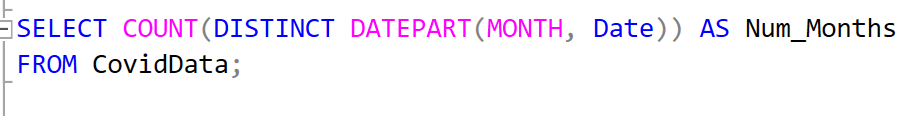 SELECT COUNT(DISTINCT DATEPART(MONTH, Date)) AS Num_Months
FROM CovidData;